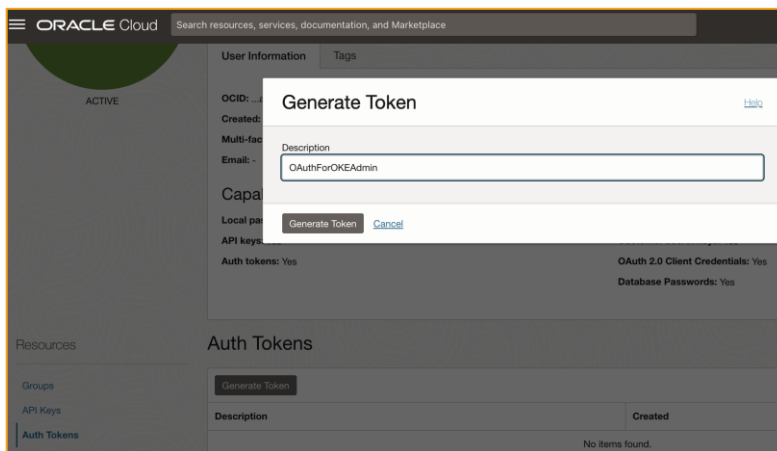 ORACLE Cloud
Search resources, services, documentation, and Marketplace
ACTIVE
User Information Tags
OCID: ...
Created:
Multi-fac
Email: -
Capa
Local pa
API keys:
Auth tokens: Yes
OAuth 2.0 Client Credentials: Yes
Database Passwords: Yes
Generate Token
Help
Description
OAuthForOKEAdmin
Generate Token Cancel
Resources
Groups
API Keys
Auth Tokens
Auth Tokens
Generate Token
Description Created
No items found.